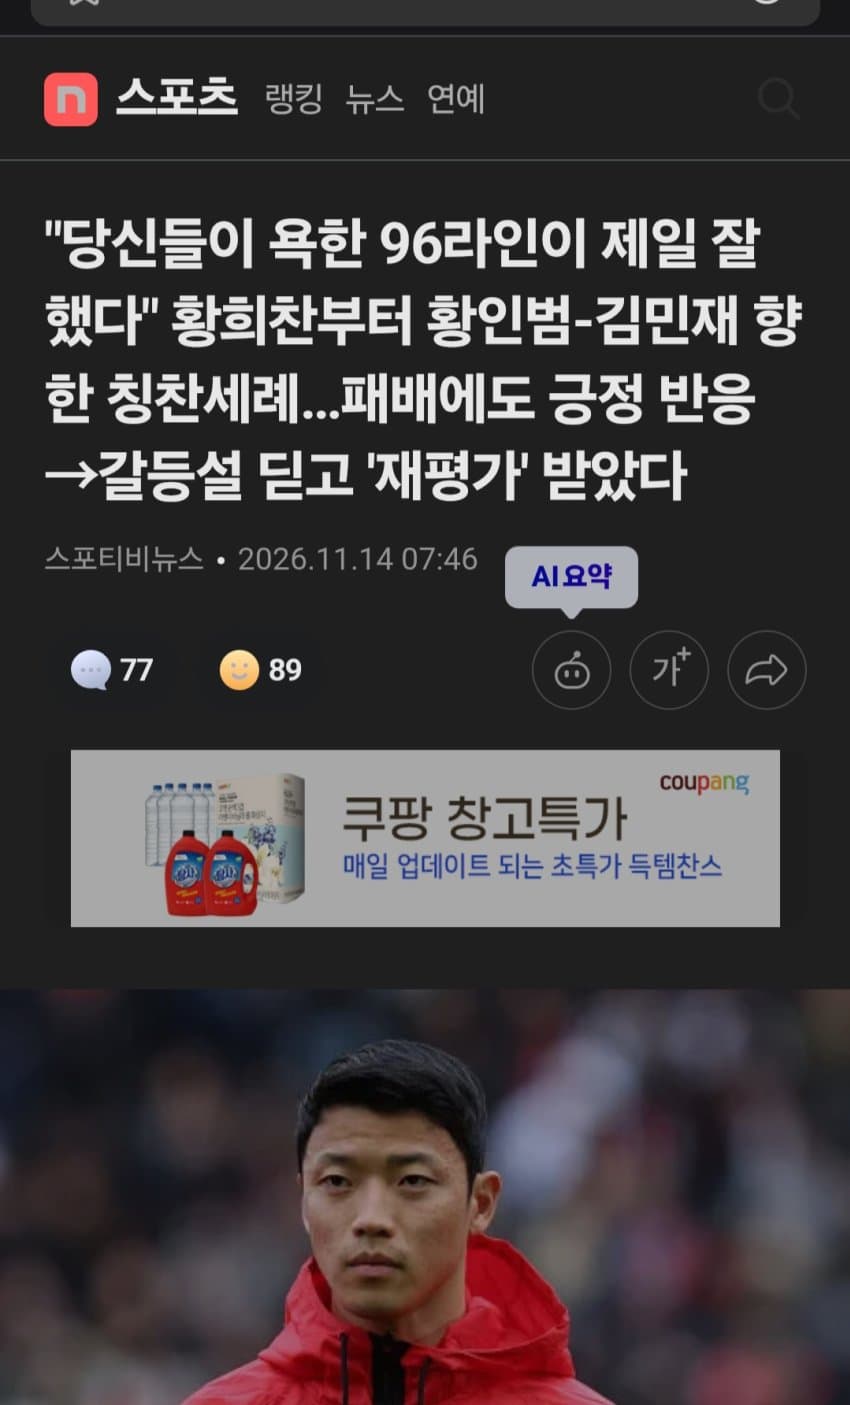 n 스포츠 랭킹 뉴스 연예
"당신들이 욕한 96라인이 제일 잘
했다" 황희찬부터 황인범-김민재 향
한 칭찬세례...패배에도 긍정 반응
→갈등설 딛고 '재평가' 받았다
스포티비뉴스 • 2026.11.14 07:46
AI요약
77 89 가+
coupang
쿠팡 창고특가
매일 업데이트 되는 초특가 득템찬스